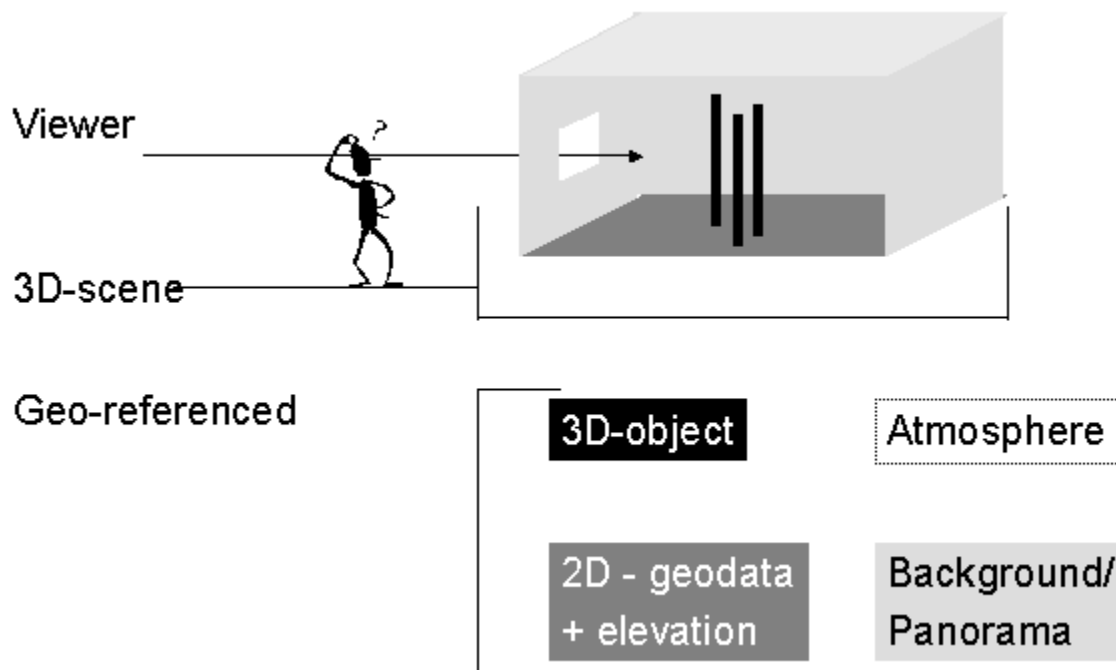 Viewer
?
3D-scene
Geo-referenced
3D-object
Atmosphere
2D - geodata
+ elevation
Background/
Panorama